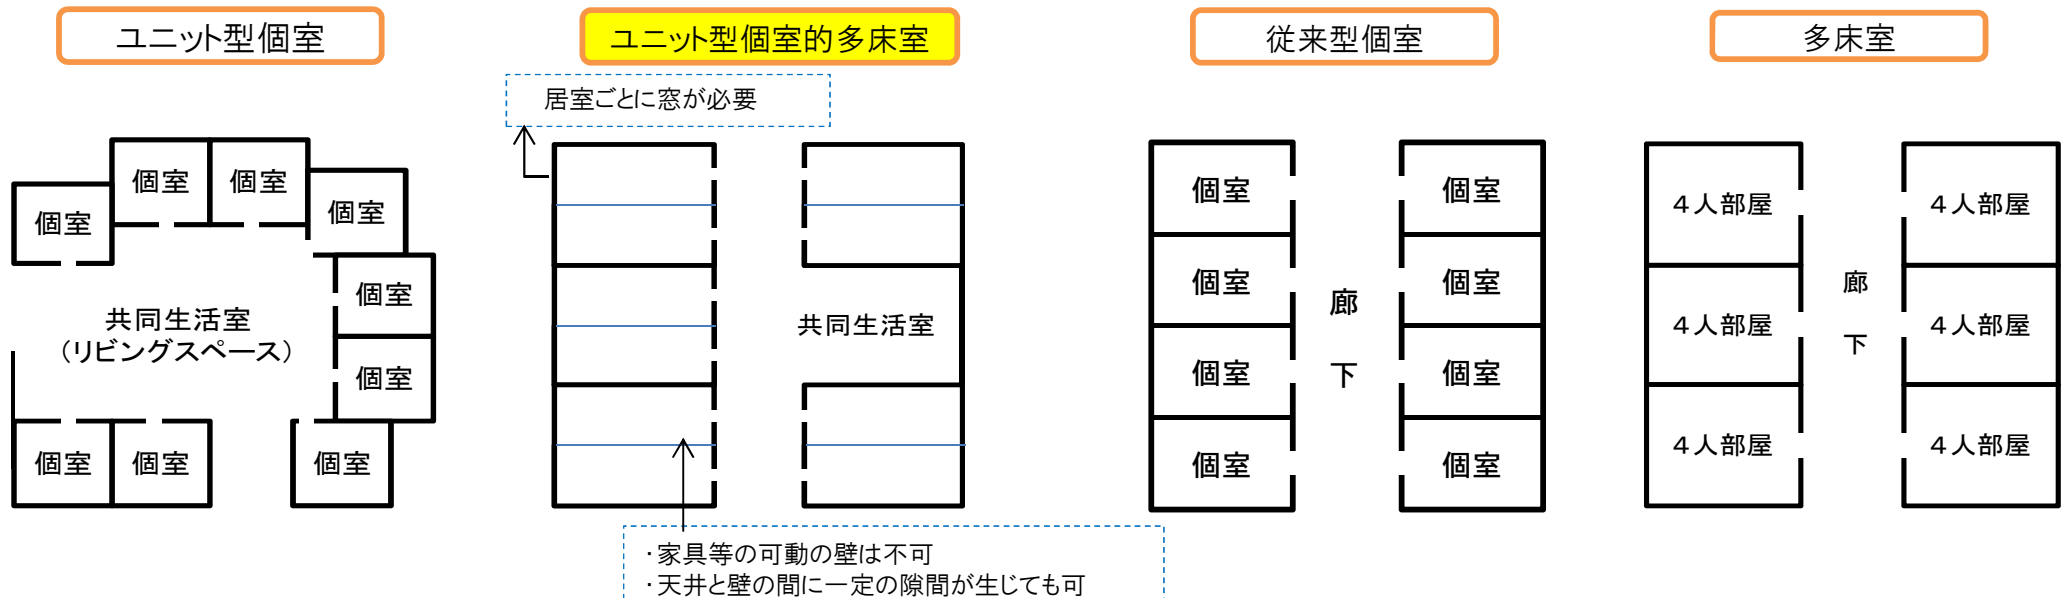 ユニット型個室
ユニット型個室的多床室
従来型個室
多床室
居室ごとに窓が必要
個室
個室
個室
個室
個室
個室
個室
個室
個室
共同生活室
（リビングスペース）
共同生活室
・家具等の可動の壁は不可
・天井と壁の間に一定の隙間が生じても可
個室
個室
個室
個室
廊
下
個室
個室
個室
個室
４人部屋
４人部屋
４人部屋
廊
下
４人部屋
４人部屋
４人部屋